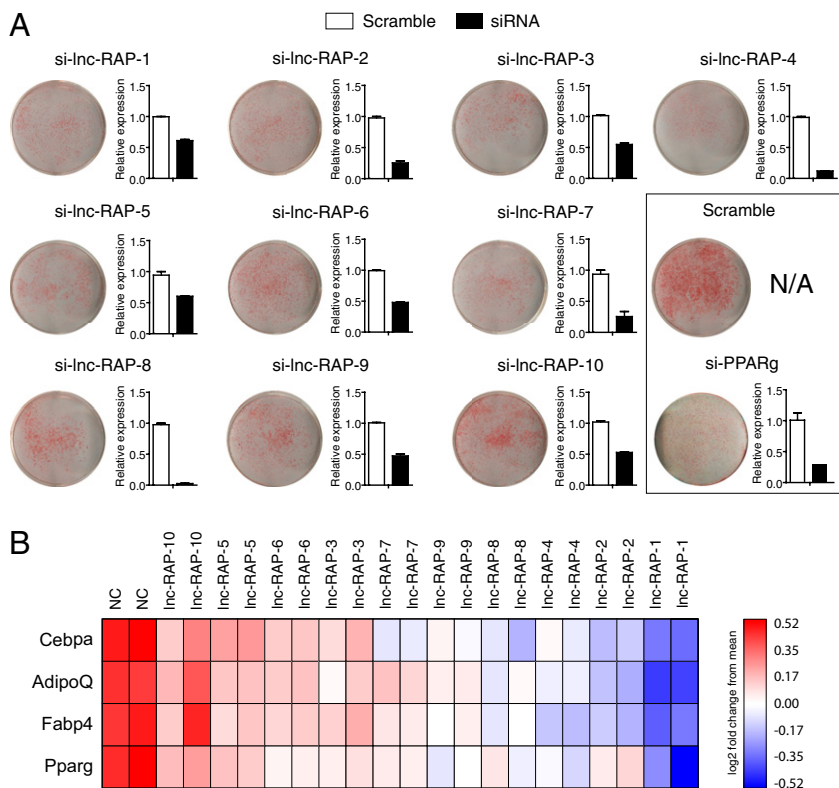 A
Scramble siRNA
si-lnc-RAP-1 si-lnc-RAP-2 si-lnc-RAP-3 si-lnc-RAP-4
Relative expression 1.5 1.0 0.5 0.0
Relative expression 1.5 1.0 0.5 0.0
Relative expression 1.5 1.0 0.5 0.0
Relative expression 1.5 1.0 0.5 0.0
si-lnc-RAP-5 si-lnc-RAP-6 si-lnc-RAP-7 Scramble
Relative expression 1.5 1.0 0.5 0.0
Relative expression 1.5 1.0 0.5 0.0
Relative expression 1.5 1.0 0.5 0.0
N/A
si-lnc-RAP-8 si-lnc-RAP-9 si-lnc-RAP-10 si-PPARg
Relative expression 1.5 1.0 0.5 0.0
Relative expression 1.5 1.0 0.5 0.0
Relative expression 1.5 1.0 0.5 0.0
Relative expression 1.5 1.0 0.5 0.0
B
NC NC lnc-RAP-10 lnc-RAP-10 lnc-RAP-5 lnc-RAP-5 lnc-RAP-6 lnc-RAP-6 lnc-RAP-3 lnc-RAP-3 lnc-RAP-7 lnc-RAP-7 lnc-RAP-9 lnc-RAP-9 lnc-RAP-8 lnc-RAP-8 lnc-RAP-4 lnc-RAP-4 lnc-RAP-2 lnc-RAP-2 lnc-RAP-1 lnc-RAP-1
Cebpa
AdipoQ
Fabp4
Pparg
log2 fold change from mean
0.52
0.35
0.17
0.00
-0.17
-0.35
-0.52